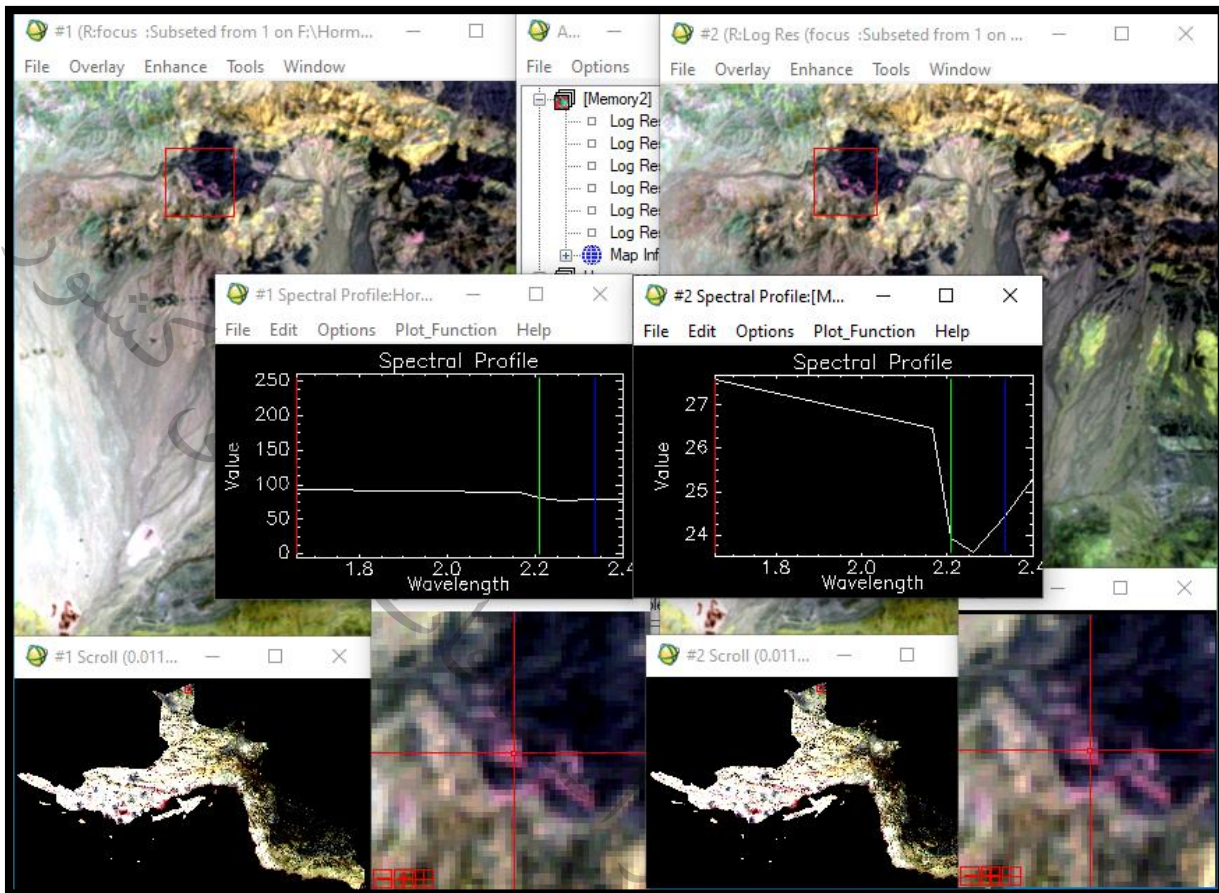 #1 (R:focus :Subseted from 1 on F:\Horm...
File Overlay Enhance Tools Window
A...
File Options
[Memory2]
Log Re
Log Re
Log Re
Log Re
Log Re
Log Re
Map Inf
#2 (R:Log Res (focus :Subseted from 1 on ...
File Overlay Enhance Tools Window
#1 Spectral Profile:Hor...
File Edit Options Plot_Function Help
Spectral Profile
Value
250
200
150
100
50
0
1.8 2.0 2.2 2.4
Wavelength
#2 Spectral Profile:[M...
File Edit Options Plot_Function Help
Spectral Profile
Value
27
26
25
24
1.8 2.0 2.2 2.4
Wavelength
#1 Scroll (0.011...
#2 Scroll (0.011...